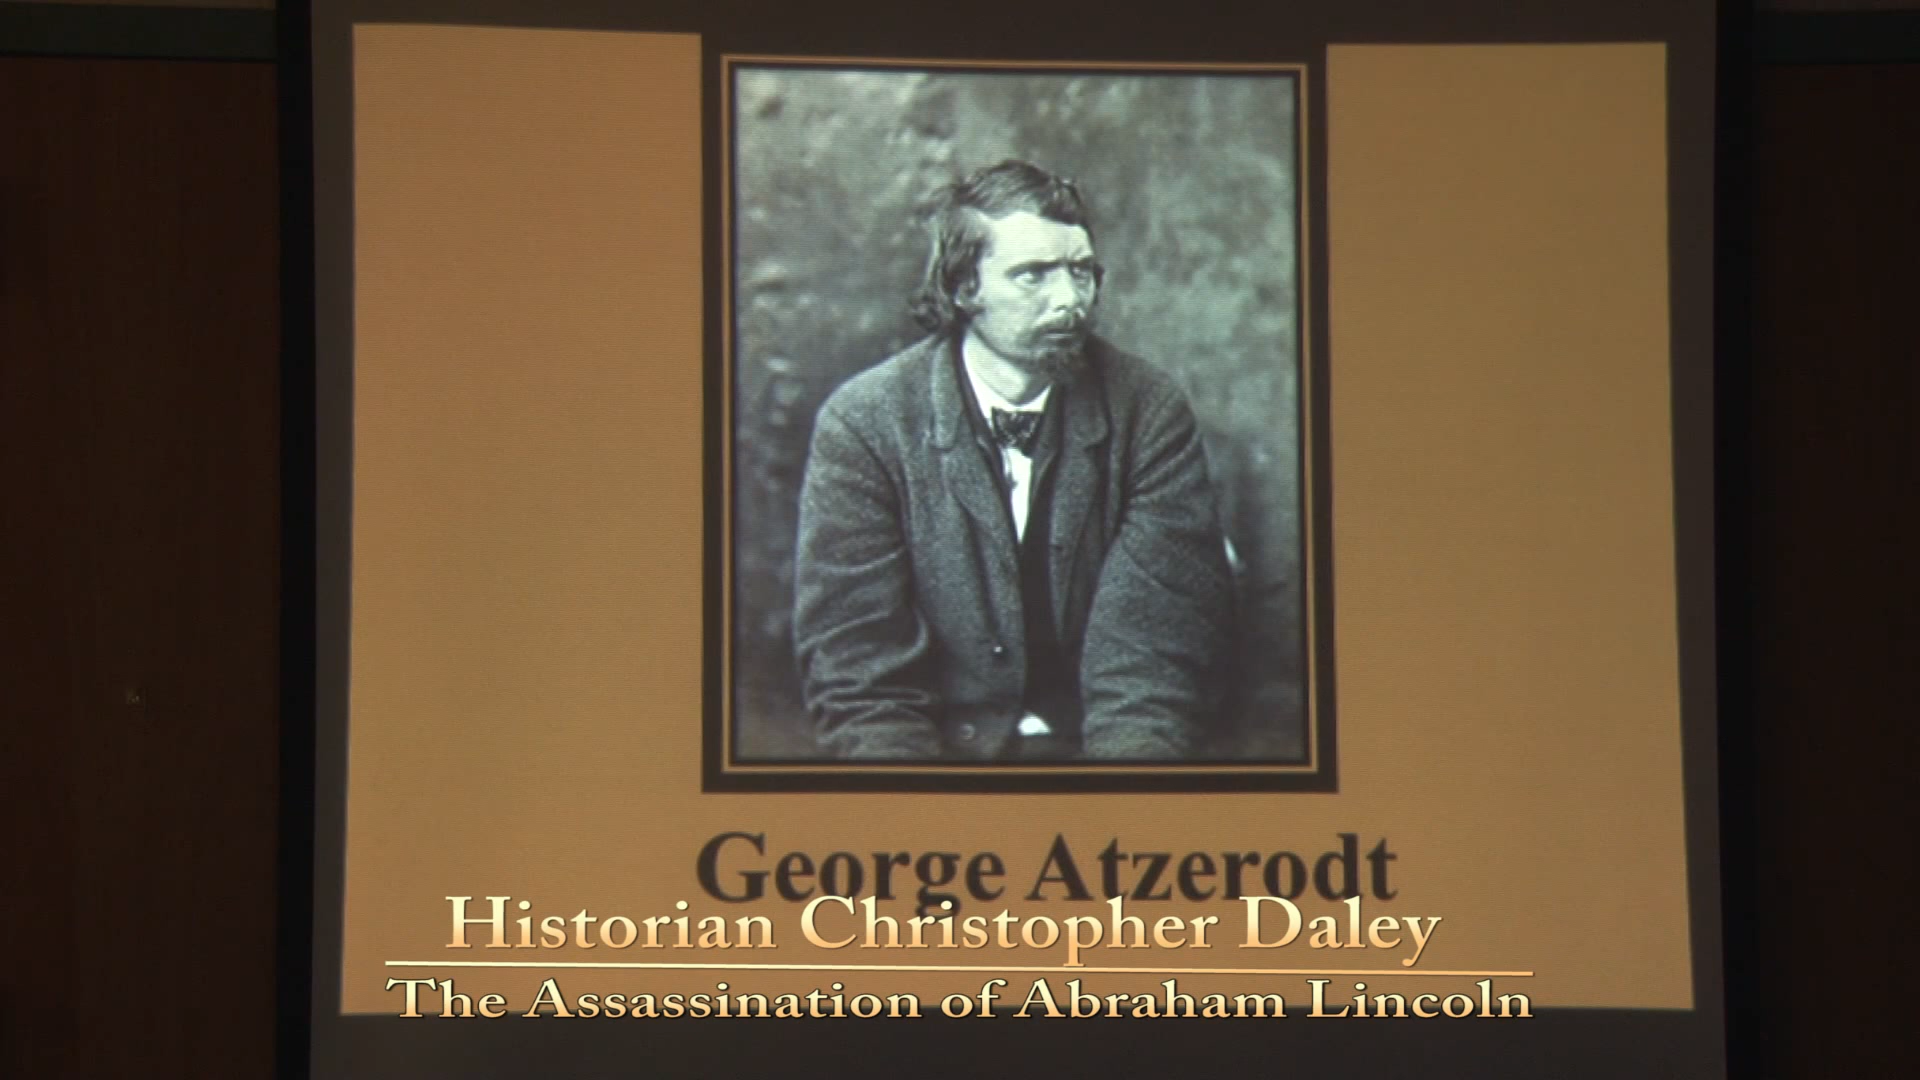 George Atzerodt
Historian Christopher Daley
The Assassination of Abraham Lincoln